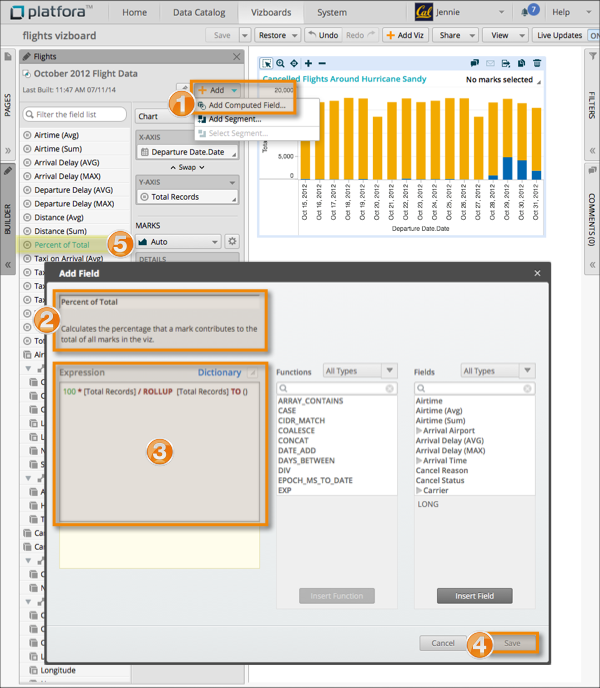 platfora
Home Data Catalog Vizboards System Jennie 7 Help
flights vizboard Save Restore Undo Redo Add Viz Share View Live Updates ON
PAGES
BUILDER
FILTERS
COMMENTS (0)
Flights
October 2012 Flight Data
Last Built: 11:47 AM 07/11/14
Filter the field list
Airtime (Avg)
Airtime (Sum)
Arrival Delay (AVG)
Arrival Delay (MAX)
Departure Delay (AVG)
Departure Delay (MAX)
Distance (Avg)
Distance (Sum)
Percent of Total
Taxi on Arrival (Avg)
Longitude
1
Add
Add Computed Field...
Add Segment...
Select Segment...
Chart
X-AXIS
Departure Date.Date
Swap
Y-AXIS
Total Records
MARKS
Auto
DETAILS
5
Cancelled Flights Around Hurricane Sandy
No marks selected
20,000
5,000
0
Oct 15, 2012
Oct 16, 2012
Oct 17, 2012
Oct 18, 2012
Oct 19, 2012
Oct 20, 2012
Oct 21, 2012
Oct 22, 2012
Oct 23, 2012
Oct 24, 2012
Oct 25, 2012
Oct 26, 2012
Oct 27, 2012
Oct 28, 2012
Oct 29, 2012
Oct 30, 2012
Oct 31, 2012
Departure Date.Date
Add Field
2
Percent of Total
Calculates the percentage that a mark contributes to the
total of all marks in the viz.
Expression Dictionary
100 * [Total Records] / ROLLUP [Total Records] TO ()
3
Functions All Types
ARRAY_CONTAINS
CASE
CIDR_MATCH
COALESCE
CONCAT
DATE_ADD
DAYS_BETWEEN
DIV
EPOCH_MS_TO_DATE
EXP
Insert Function
Fields All Types
Airtime
Airtime (Avg)
Airtime (Sum)
Arrival Airport
Arrival Delay (AVG)
Arrival Delay (MAX)
Arrival Time
Cancel Reason
Cancel Status
Carrier
LONG
Insert Field
Cancel
4
Save